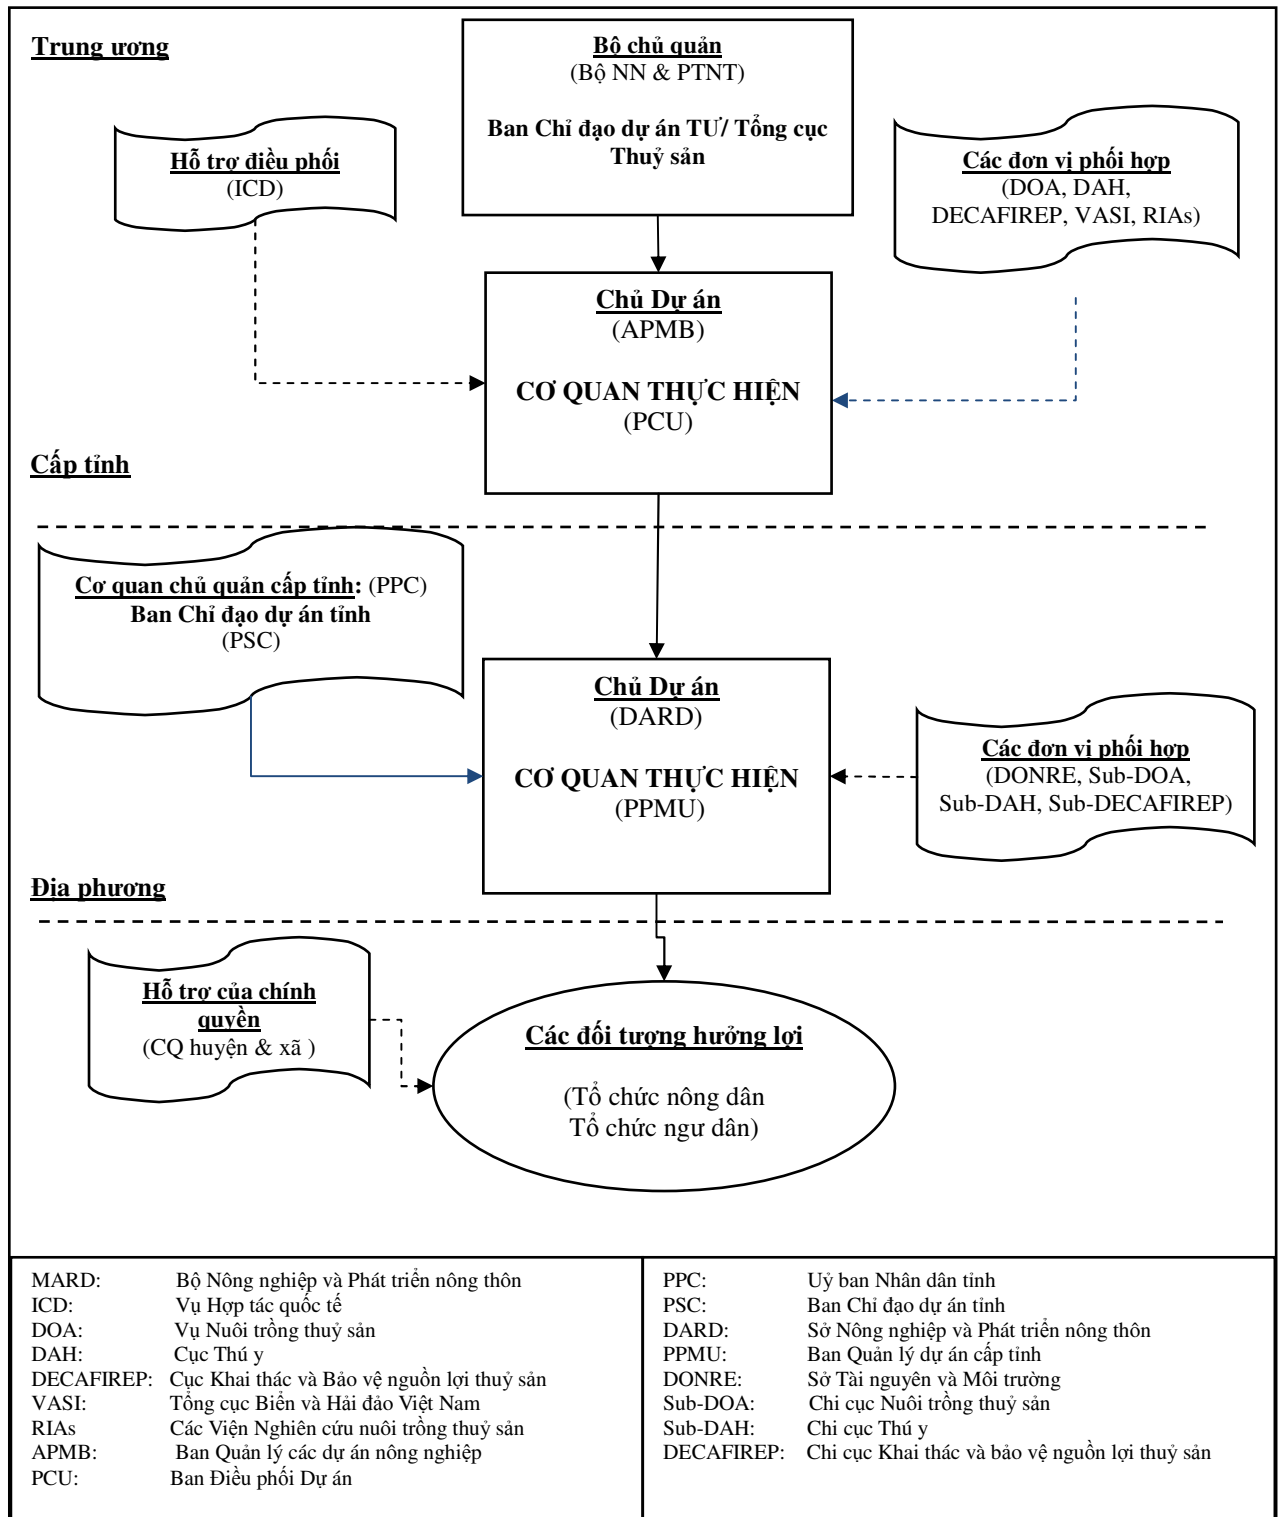 Trung ương
Bộ chủ quản
(Bộ NN & PTNT)
Ban Chỉ đạo dự án TƯ/ Tổng cục
Thuỷ sản
Hỗ trợ điều phối
(ICD)
Các đơn vị phối hợp
(DOA, DAH,
DECAFIREP, VASI, RIAs)
Chủ Dự án
(APMB)
CƠ QUAN THỰC HIỆN
(PCU)
Cấp tỉnh
Cơ quan chủ quản cấp tỉnh: (PPC)
Ban Chỉ đạo dự án tỉnh
(PSC)
Chủ Dự án
(DARD)
CƠ QUAN THỰC HIỆN
(PPMU)
Các đơn vị phối hợp
(DONRE, Sub-DOA,
Sub-DAH, Sub-DECAFIREP)
Địa phương
Hỗ trợ của chính
quyền
(CQ huyện & xã )
Các đối tượng hưởng lợi
(Tổ chức nông dân
Tổ chức ngư dân)
MARD: Bộ Nông nghiệp và Phát triển nông thôn
ICD: Vụ Hợp tác quốc tế
DOA: Vụ Nuôi trồng thuỷ sản
DAH: Cục Thú y
DECAFIREP: Cục Khai thác và Bảo vệ nguồn lợi thuỷ sản
VASI: Tổng cục Biển và Hải đảo Việt Nam
RIAs Các Viện Nghiên cứu nuôi trồng thuỷ sản
APMB: Ban Quản lý các dự án nông nghiệp
PCU: Ban Điều phối Dự án
PPC: Uỷ ban Nhân dân tỉnh
PSC: Ban Chỉ đạo dự án tỉnh
DARD: Sở Nông nghiệp và Phát triển nông thôn
PPMU: Ban Quản lý dự án cấp tỉnh
DONRE: Sở Tài nguyên và Môi trường
Sub-DOA: Chi cục Nuôi trồng thuỷ sản
Sub-DAH: Chi cục Thú y
DECAFIREP: Chi cục Khai thác và bảo vệ nguồn lợi thuỷ sản